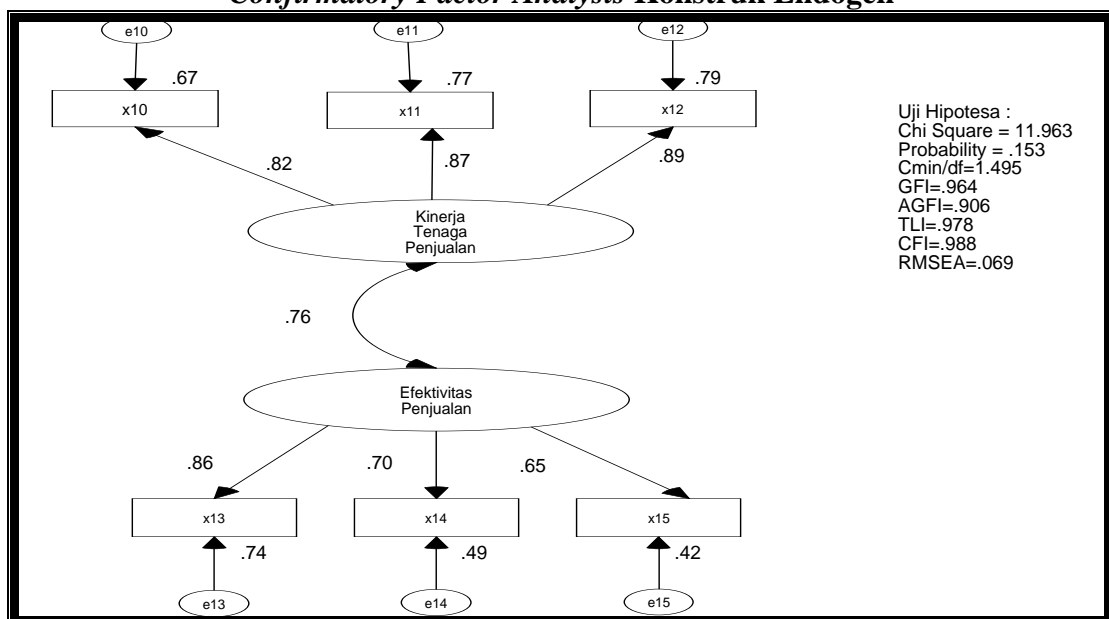 Confirmatory Factor Analysis Konstruk Endogen
e10
e11
e12
.67
.77
.79
x10
x11
x12
.82
.87
.89
Kinerja
Tenaga
Penjualan
.76
Efektivitas
Penjualan
.86
.70
.65
x13
x14
x15
.74
.49
.42
e13
e14
e15
Uji Hipotesa :
Chi Square = 11.963
Probability = .153
Cmin/df=1.495
GFI=.964
AGFI=.906
TLI=.978
CFI=.988
RMSEA=.069